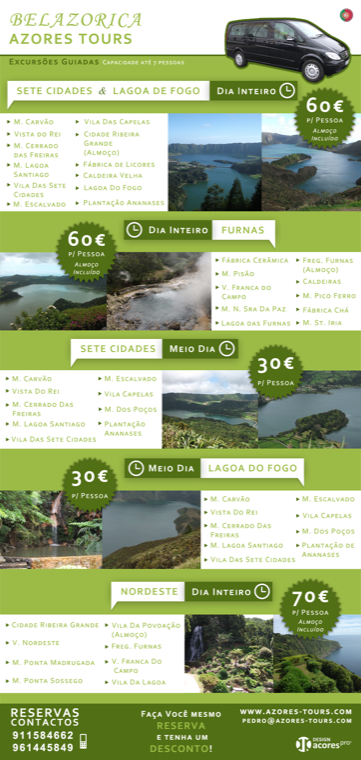 BELAZORICA
AZORES TOURS
Excursões Guiadas Capacidade até 7 pessoas
SETE CIDADES & LAGOA DE FOGO Dia Inteiro
60€
p/ Pessoa
Almoço
Incluído
M. Carvão
Vista do Rei
M. Cerrado
das Freiras
M. Lagoa
Santiago
Vila Das Sete
Cidades
M. Escalvado
Vila Das Capelas
Cidade Ribeira
Grande
(Almoço)
Fábrica de Licores
Caldeira Velha
Lagoa Do Fogo
Plantação Ananases
Dia Inteiro FURNAS
60€
p/ Pessoa
Almoço
Incluído
Fábrica Cerâmica
M. Pisão
V. Franca do
Campo
M. N. Sra Da Paz
Lagoa das Furnas
Freg. Furnas
(Almoço)
Caldeiras
M. Pico Ferro
Fábrica Chá
M. St. Iria
SETE CIDADES Meio Dia
30€
p/ Pessoa
M. Carvão
Vista Do Rei
M. Cerrado Das
Freiras
M. Lagoa Santiago
Vila Das Sete Cidades
M. Escalvado
Vila Capelas
M. Dos Poços
Plantação
Ananases
Meio Dia LAGOA DO FOGO
30€
p/ Pessoa
M. Carvão
Vista Do Rei
M. Cerrado Das
Freiras
M. Lagoa Santiago
Vila Das Sete Cidades
M. Escalvado
Vila Capelas
M. Dos Poços
Plantação de
Ananases
NORDESTE Dia Inteiro
70€
p/ Pessoa
Almoço
Incluído
Cidade Ribeira Grande
V. Nordeste
M. Ponta Madrugada
M. Ponta Sossego
Vila Da Povoação
(Almoço)
Freg. Furnas
V. Franca Do
Campo
Vila Da Lagoa
RESERVAS
CONTACTOS
911584662
961445849
Faça Você mesmo
RESERVA
e tenha um
DESCONTO!
www.azores-tours.com
pedro@azores-tours.com
DESIGN
acorespro